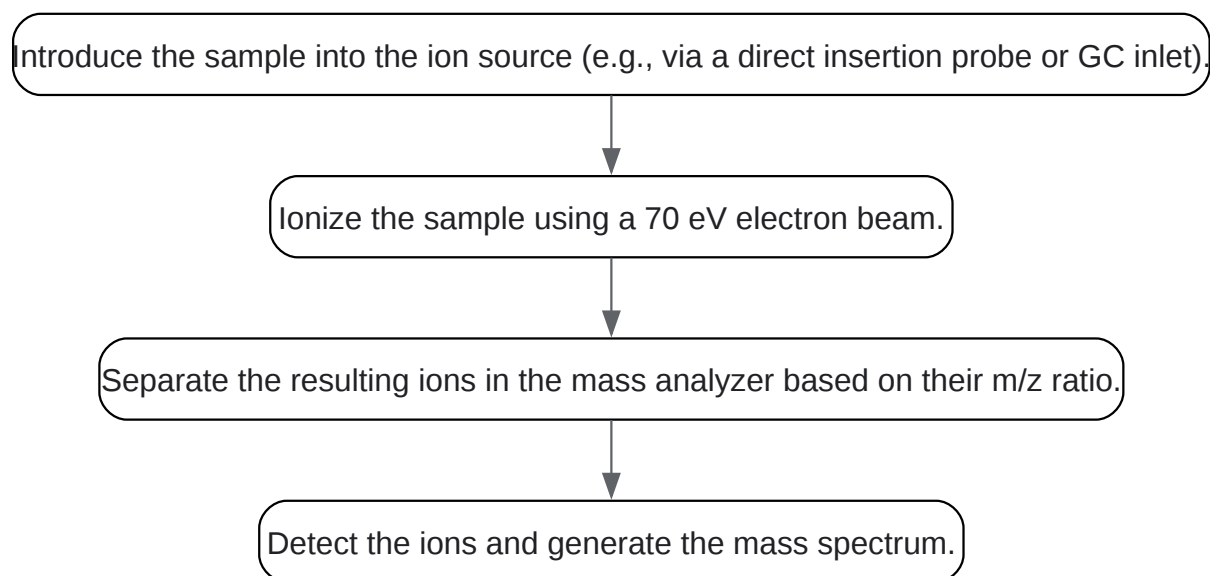 Introduce the sample into the ion source (e.g., via a direct insertion probe or GC inlet).
Ionize the sample using a 70 eV electron beam.
Separate the resulting ions in the mass analyzer based on their m/z ratio.
Detect the ions and generate the mass spectrum.